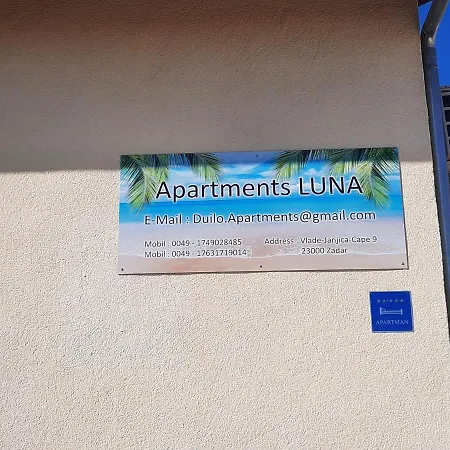 Apartments LUNA
E-Mail : Duilo.Apartments@gmail.com
Mobil : 0049 - 1749028485 Address : Vlade-Janjica-Cape 9
Mobil : 0049 - 17631719014 23000 Zadar
APARTMAN